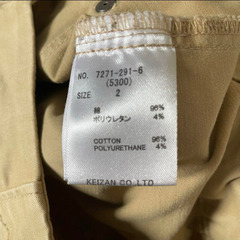 NO. 7271-291-6
(5300)
SIZE 2
綿 96%
ポリウレタン 4%
COTTON 96%
POLYURETHANE 4%
KEIZAN CO LTD